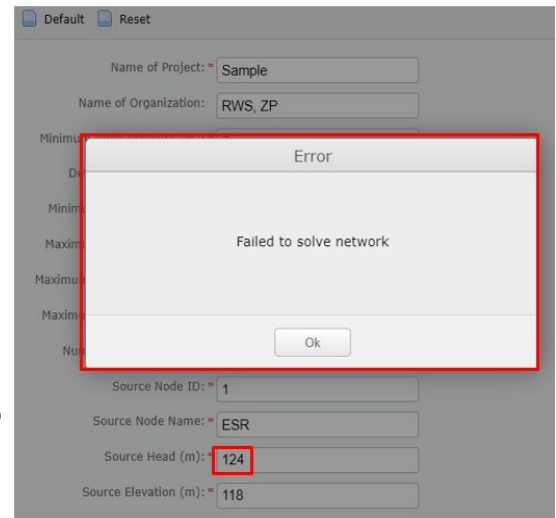 Default Reset
Name of Project: * Sample
Name of Organization: RWS, ZP
Error
Failed to solve network
Ok
Source Node ID: * 1
Source Node Name: * ESR
Source Head (m): * 124
Source Elevation (m): * 118